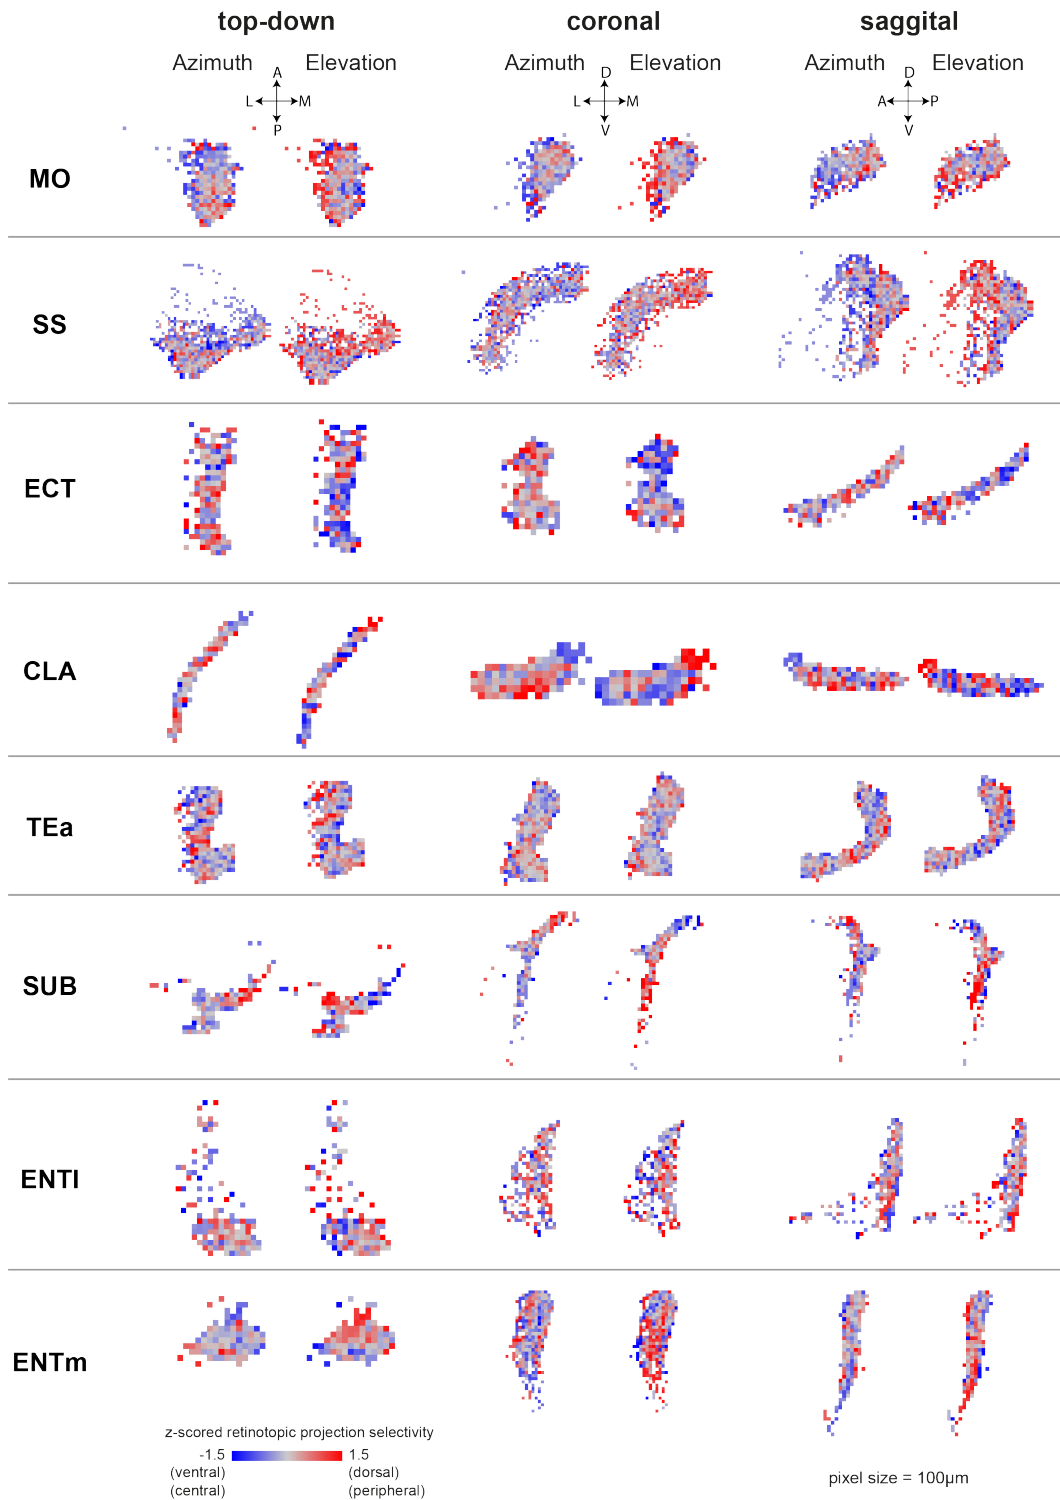 top-down coronal saggital
Azimuth Elevation Azimuth Elevation Azimuth Elevation
A D D
L M L M A P
P V V
MO
SS
ECT
CLA
TEa
SUB
ENTl
ENTm
z-scored retinotopic projection selectivity
-1.5 1.5
(ventral) (dorsal)
(central) (peripheral)
pixel size = 100µm